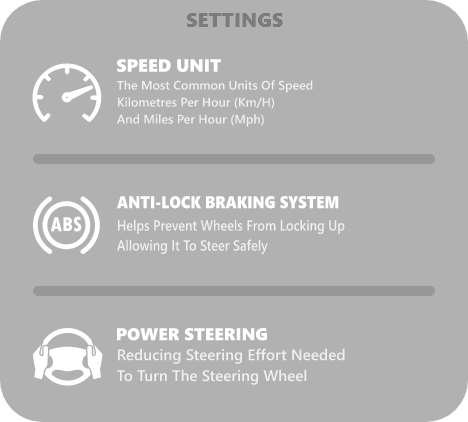 SETTINGS
SPEED UNIT
The Most Common Units Of Speed
Kilometres Per Hour (Km/H)
And Miles Per Hour (Mph)
ANTI-LOCK BRAKING SYSTEM
ABS
Helps Prevent Wheels From Locking Up
Allowing It To Steer Safely
POWER STEERING
Reducing Steering Effort Needed
To Turn The Steering Wheel